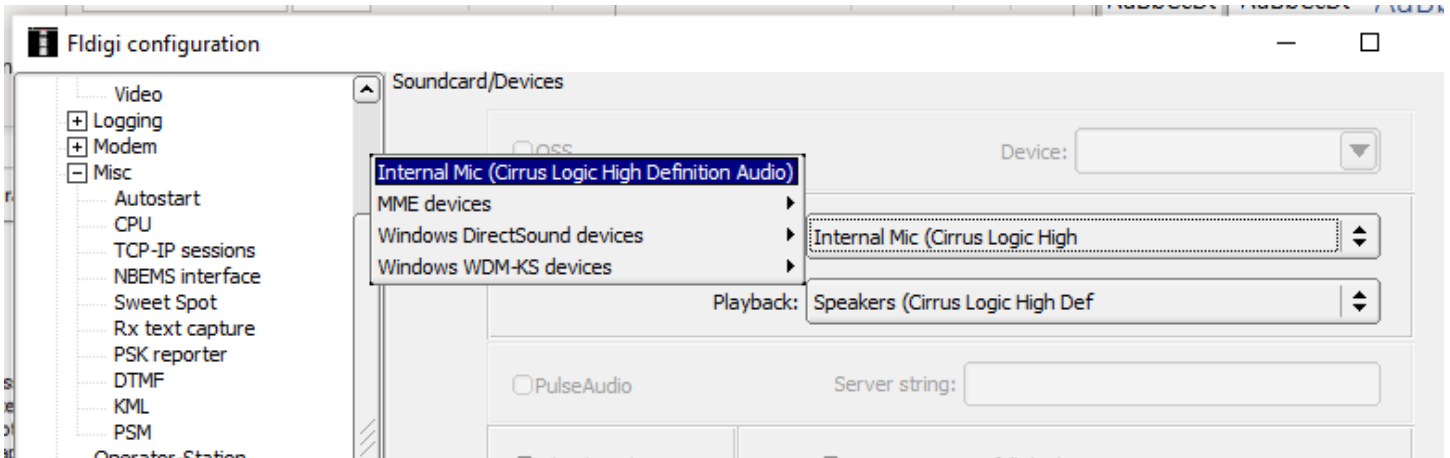 Fldigi configuration
Video
Logging
Modem
Misc
Autostart
CPU
TCP-IP sessions
NBEMS interface
Sweet Spot
Rx text capture
PSK reporter
DTMF
KML
PSM
Operator-Station
Soundcard/Devices
OSS
Device:
Internal Mic (Cirrus Logic High Definition Audio)
MME devices
Windows DirectSound devices
Windows WDM-KS devices
Internal Mic (Cirrus Logic High
Playback: Speakers (Cirrus Logic High Def
PulseAudio
Server string: